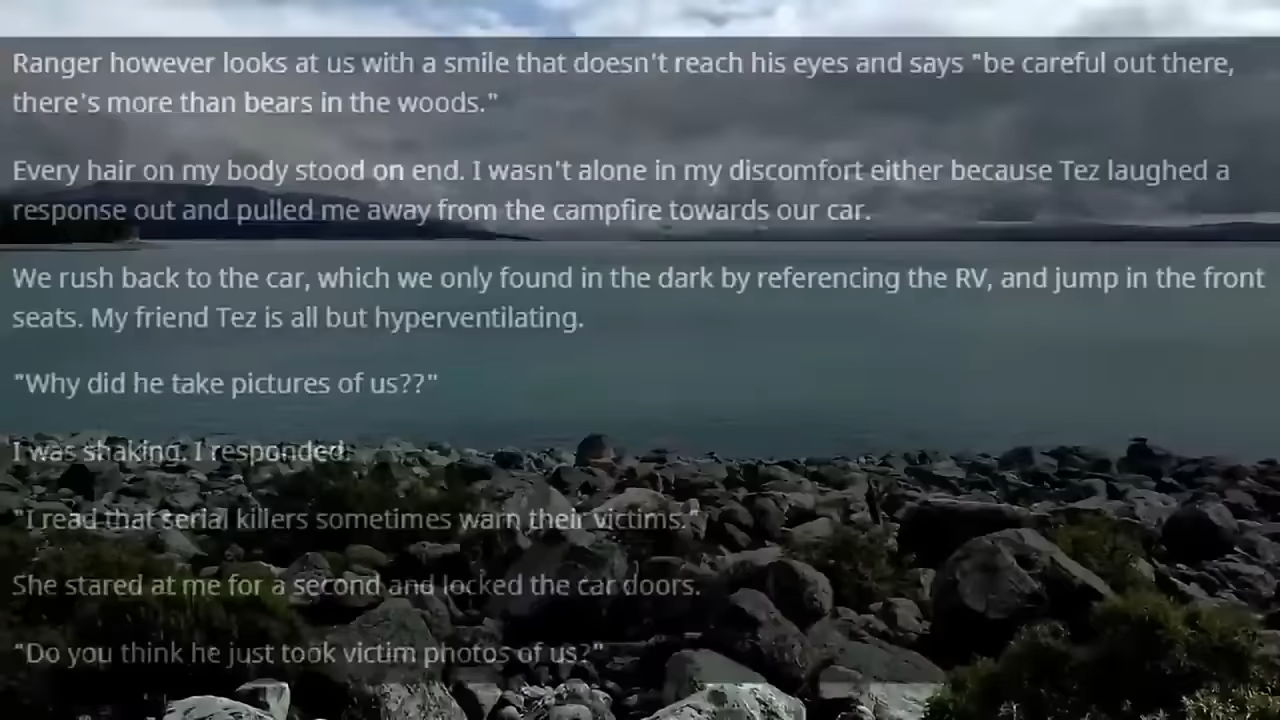 Ranger however looks at us with a smile that doesn't reach his eyes and says "be careful out there,
there's more than bears in the woods."
Every hair on my body stood on end. I wasn't alone in my discomfort either because Tez laughed a
response out and pulled me away from the campfire towards our car.
We rush back to the car, which we only found in the dark by referencing the RV, and jump in the front
seats. My friend Tez is all but hyperventilating.
"Why did he take pictures of us??"
I was shaking. I responded.
"I read that serial killers sometimes warn their victims."
She stared at me for a second and locked the car doors.
"Do you think he just took victim photos of us?"